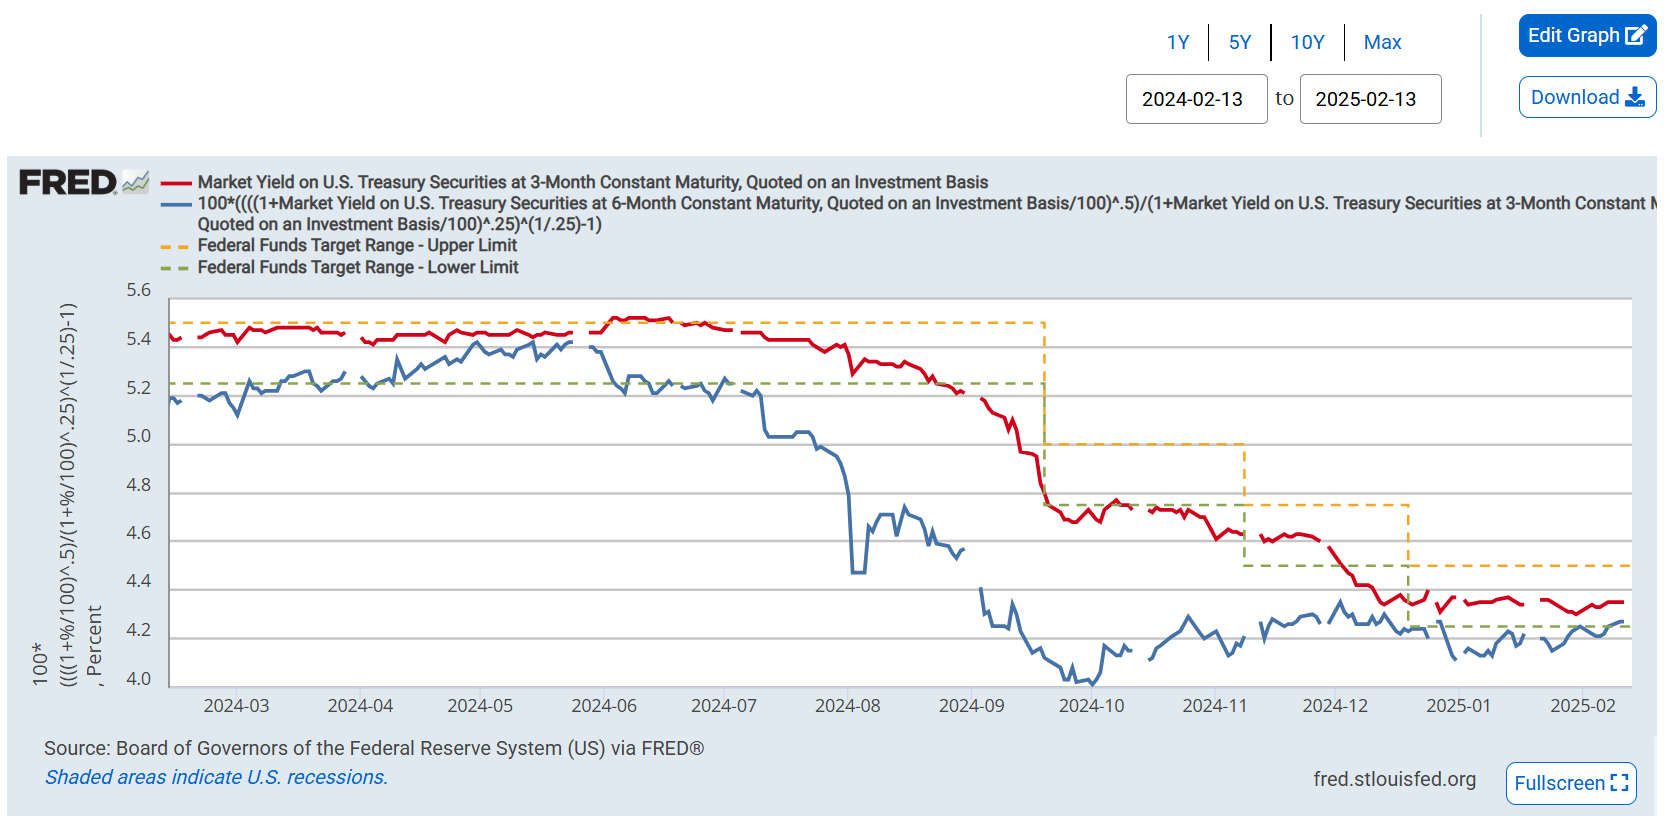 1Y
5Y
10Y
Max
Edit Graph
2024-02-13
to
2025-02-13
Download
FRED
Market Yield on U.S. Treasury Securities at 3-Month Constant Maturity, Quoted on an Investment Basis
100*((((1+Market Yield on U.S. Treasury Securities at 6-Month Constant Maturity, Quoted on an Investment Basis/100)^.5)/(1+Market Yield on U.S. Treasury Securities at 3-Month Constant
Quoted on an Investment Basis/100)^.25)^(1/.25)-1)
Federal Funds Target Range - Upper Limit
Federal Funds Target Range - Lower Limit
100*
((((1+%/100)^.5)/(1+%/100)^.25)^(1/.25)-1)
, Percent
5.6
5.4
5.2
5.0
4.8
4.6
4.4
4.2
4.0
2024-03
2024-04
2024-05
2024-06
2024-07
2024-08
2024-09
2024-10
2024-11
2024-12
2025-01
2025-02
Source: Board of Governors of the Federal Reserve System (US) via FRED®
Shaded areas indicate U.S. recessions.
fred.stlouisfed.org
Fullscreen